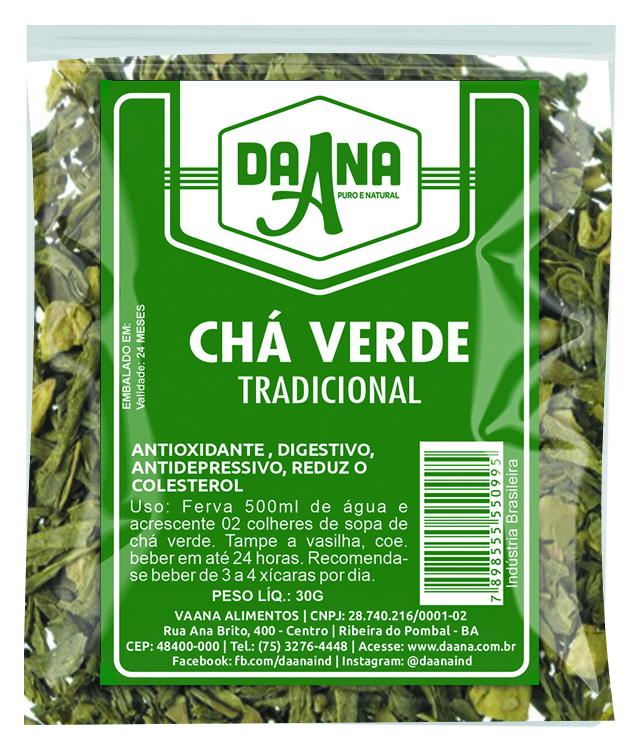 DAANA
PURO E NATURAL
CHÁ VERDE
TRADICIONAL
EMBALADO EM:
Validade: 24 MESES
ANTIOXIDANTE , DIGESTIVO,
ANTIDEPRESSIVO, REDUZ O
COLESTEROL
Uso: Ferva 500ml de água e
acrescente 02 colheres de sopa de
chá verde. Tampe a vasilha, coe.
beber em até 24 horas. Recomenda-
se beber de 3 a 4 xícaras por dia.
PESO LÍQ.: 30G
7 898555 550995
Indústria Brasileira
VAANA ALIMENTOS | CNPJ: 28.740.216/0001-02
Rua Ana Brito, 400 - Centro | Ribeira do Pombal - BA
CEP: 48400-000 | Tel.: (75) 3276-4448 | Acesse: www.daana.com.br
Facebook: fb.com/daanaind | Instagram: @daanaind